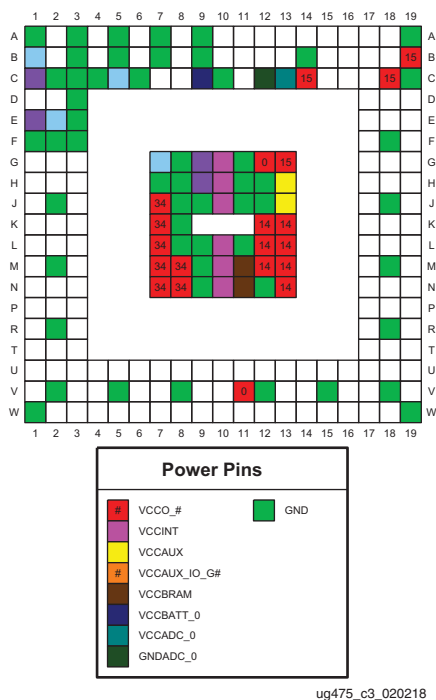 1 2 3 4 5 6 7 8 9 10 11 12 13 14 15 16 17 18 19
A A
B 15 B
C 15 15 C
D D
E E
F F
G 0 15 G
H H
J 34 J
K 34 14 14 K
L 34 14 14 L
M 34 34 14 14 M
N 34 34 14 N
P P
R R
T T
U U
V 0 V
W W
1 2 3 4 5 6 7 8 9 10 11 12 13 14 15 16 17 18 19
Power Pins
# VCCO_# GND
VCCINT
VCCAUX
# VCCAUX_IO_G#
VCCBRAM
VCCBATT_0
VCCADC_0
GNDADC_0
ug475_c3_020218